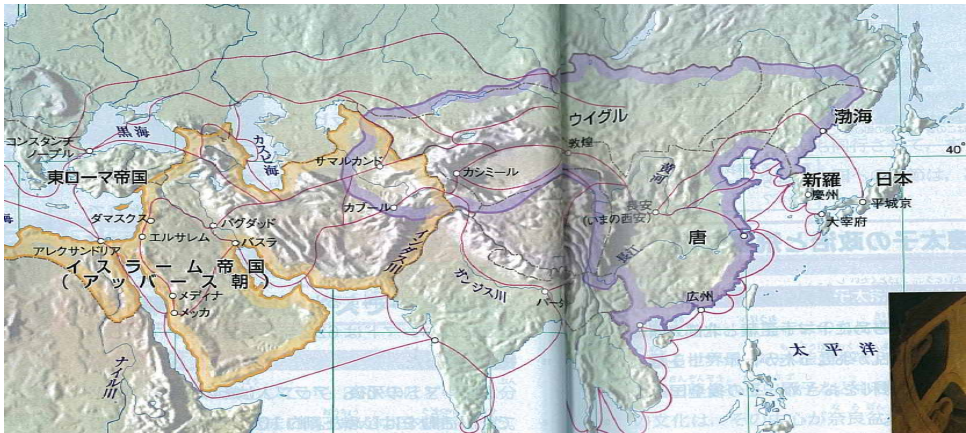 黒海
コンスタンチ
ノープル
東ローマ帝国
カスピ海
サマルカンド
カブール
カシミール
ダマスクス
バグダッド
エルサレム
バスラ
アレクサンドリア
イスラーム帝国
(アッバース朝)
メディナ
メッカ
ナイル川
インダス川
ガンジス川
ウイグル
敦煌
黄河
長安
(いまの西安)
長江
唐
広州
渤海
新羅
慶州
日本
平城京
大宰府
40°
太平洋